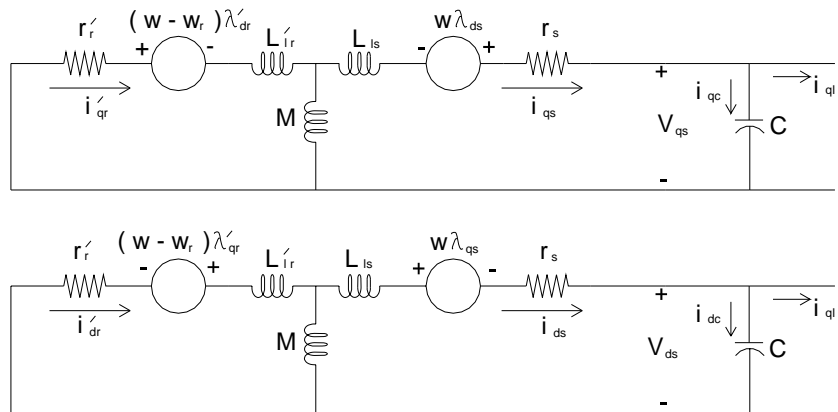 r′r + (w - wr)λ′dr - L′lr Lls - wλds + rs
i′qr M iqs + Vqs - iqc C iql
r′r - (w - wr)λ′qr + L′lr Lls + wλqs - rs
i′dr M ids + Vds - idc C iql